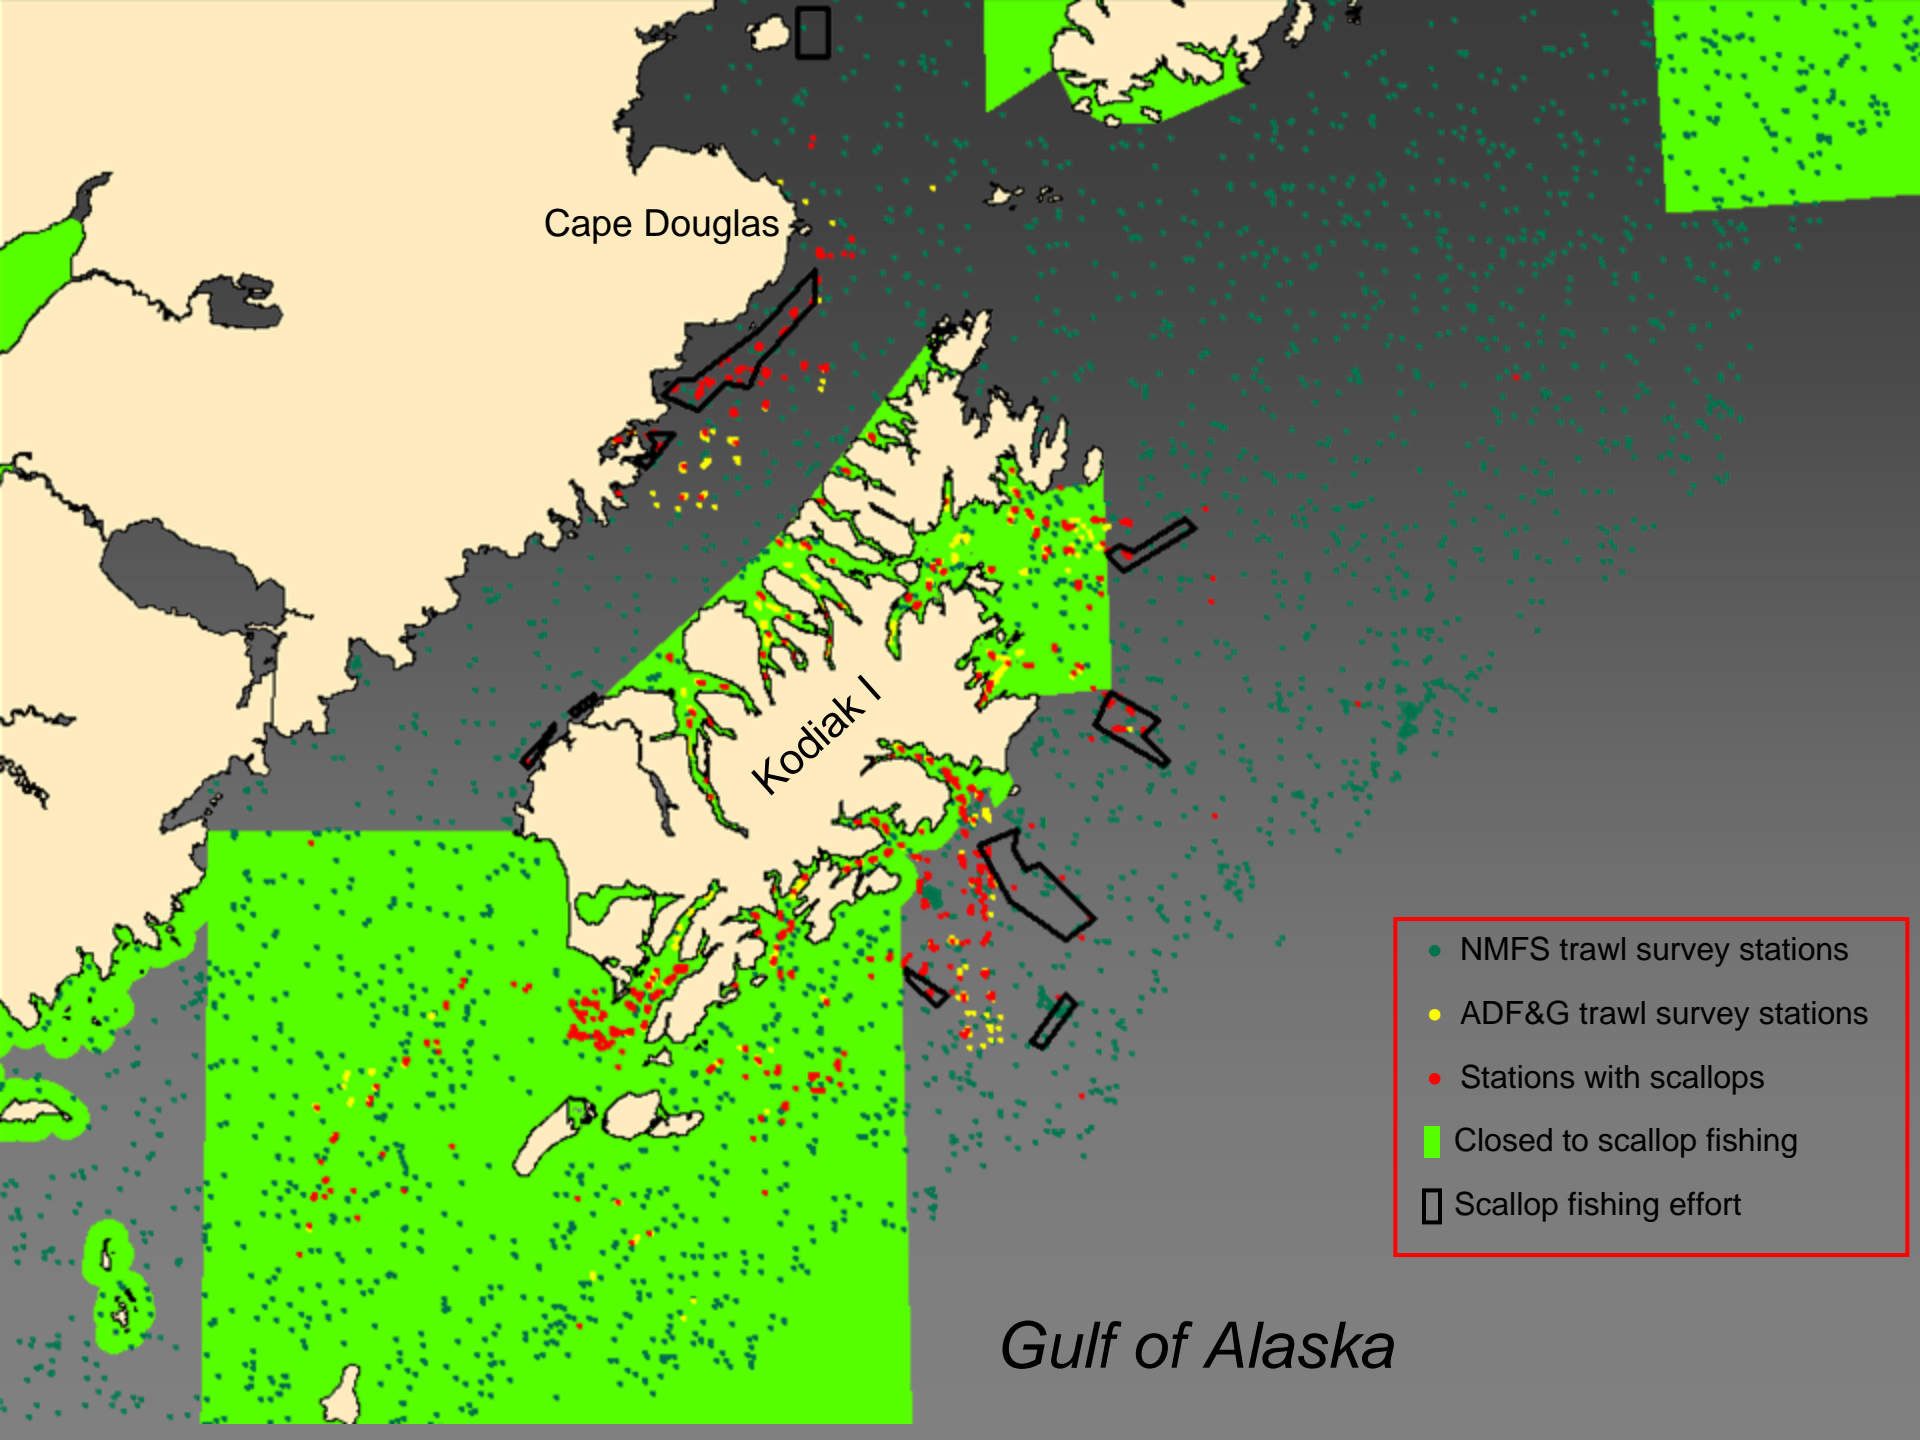 Cape Douglas
Kodiak I
NMFS trawl survey stations
ADF&G trawl survey stations
Stations with scallops
Closed to scallop fishing
Scallop fishing effort
Gulf of Alaska